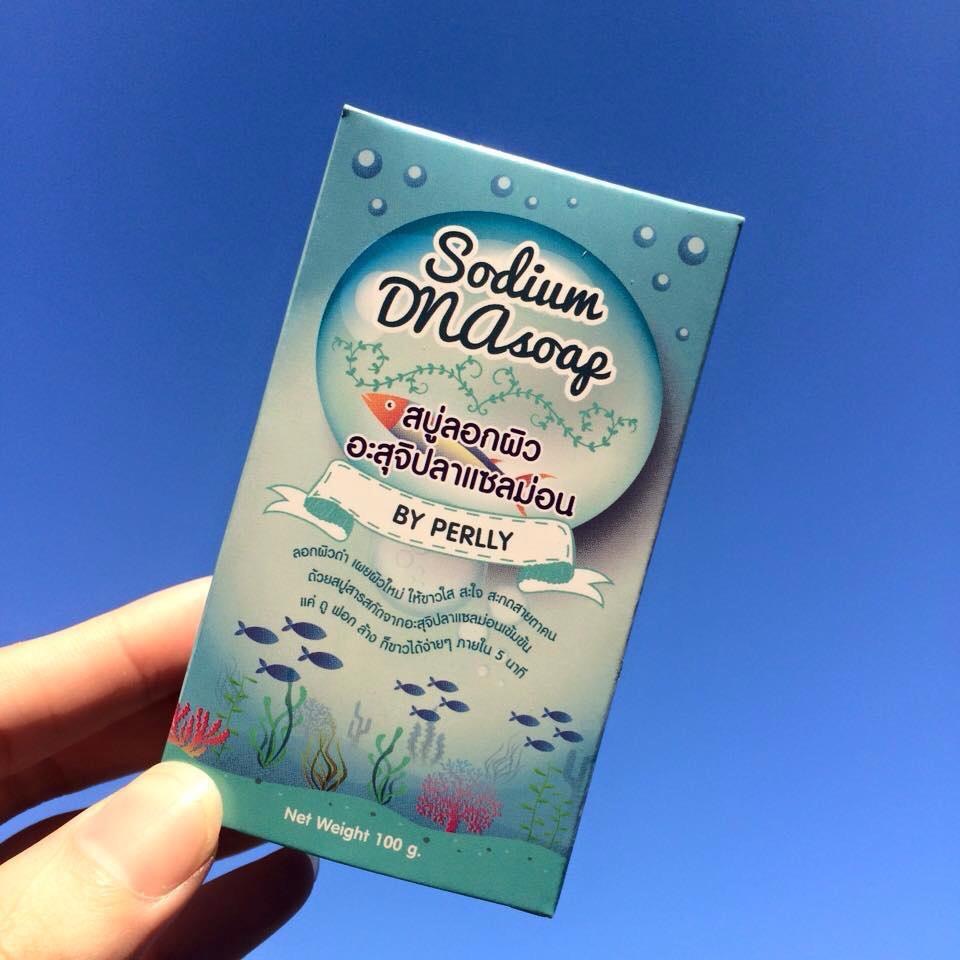 Sodium
DNAsoap
สบู่ลอกผิว
อะสุจิปลาแซลม่อน
BY PERLLY
ลอกผิวดำ เผยผิวใหม่ ให้ขาวใส สะใจ สะกดสายตาคน
ด้วยสบู่สารสกัดจากอะสุจิปลาแซลม่อนเข้มข้น
แค่ ถู ฟอก ล้าง ก็ขาวได้ง่ายๆ ภายใน 5 นาที
Net Weight 100 g.